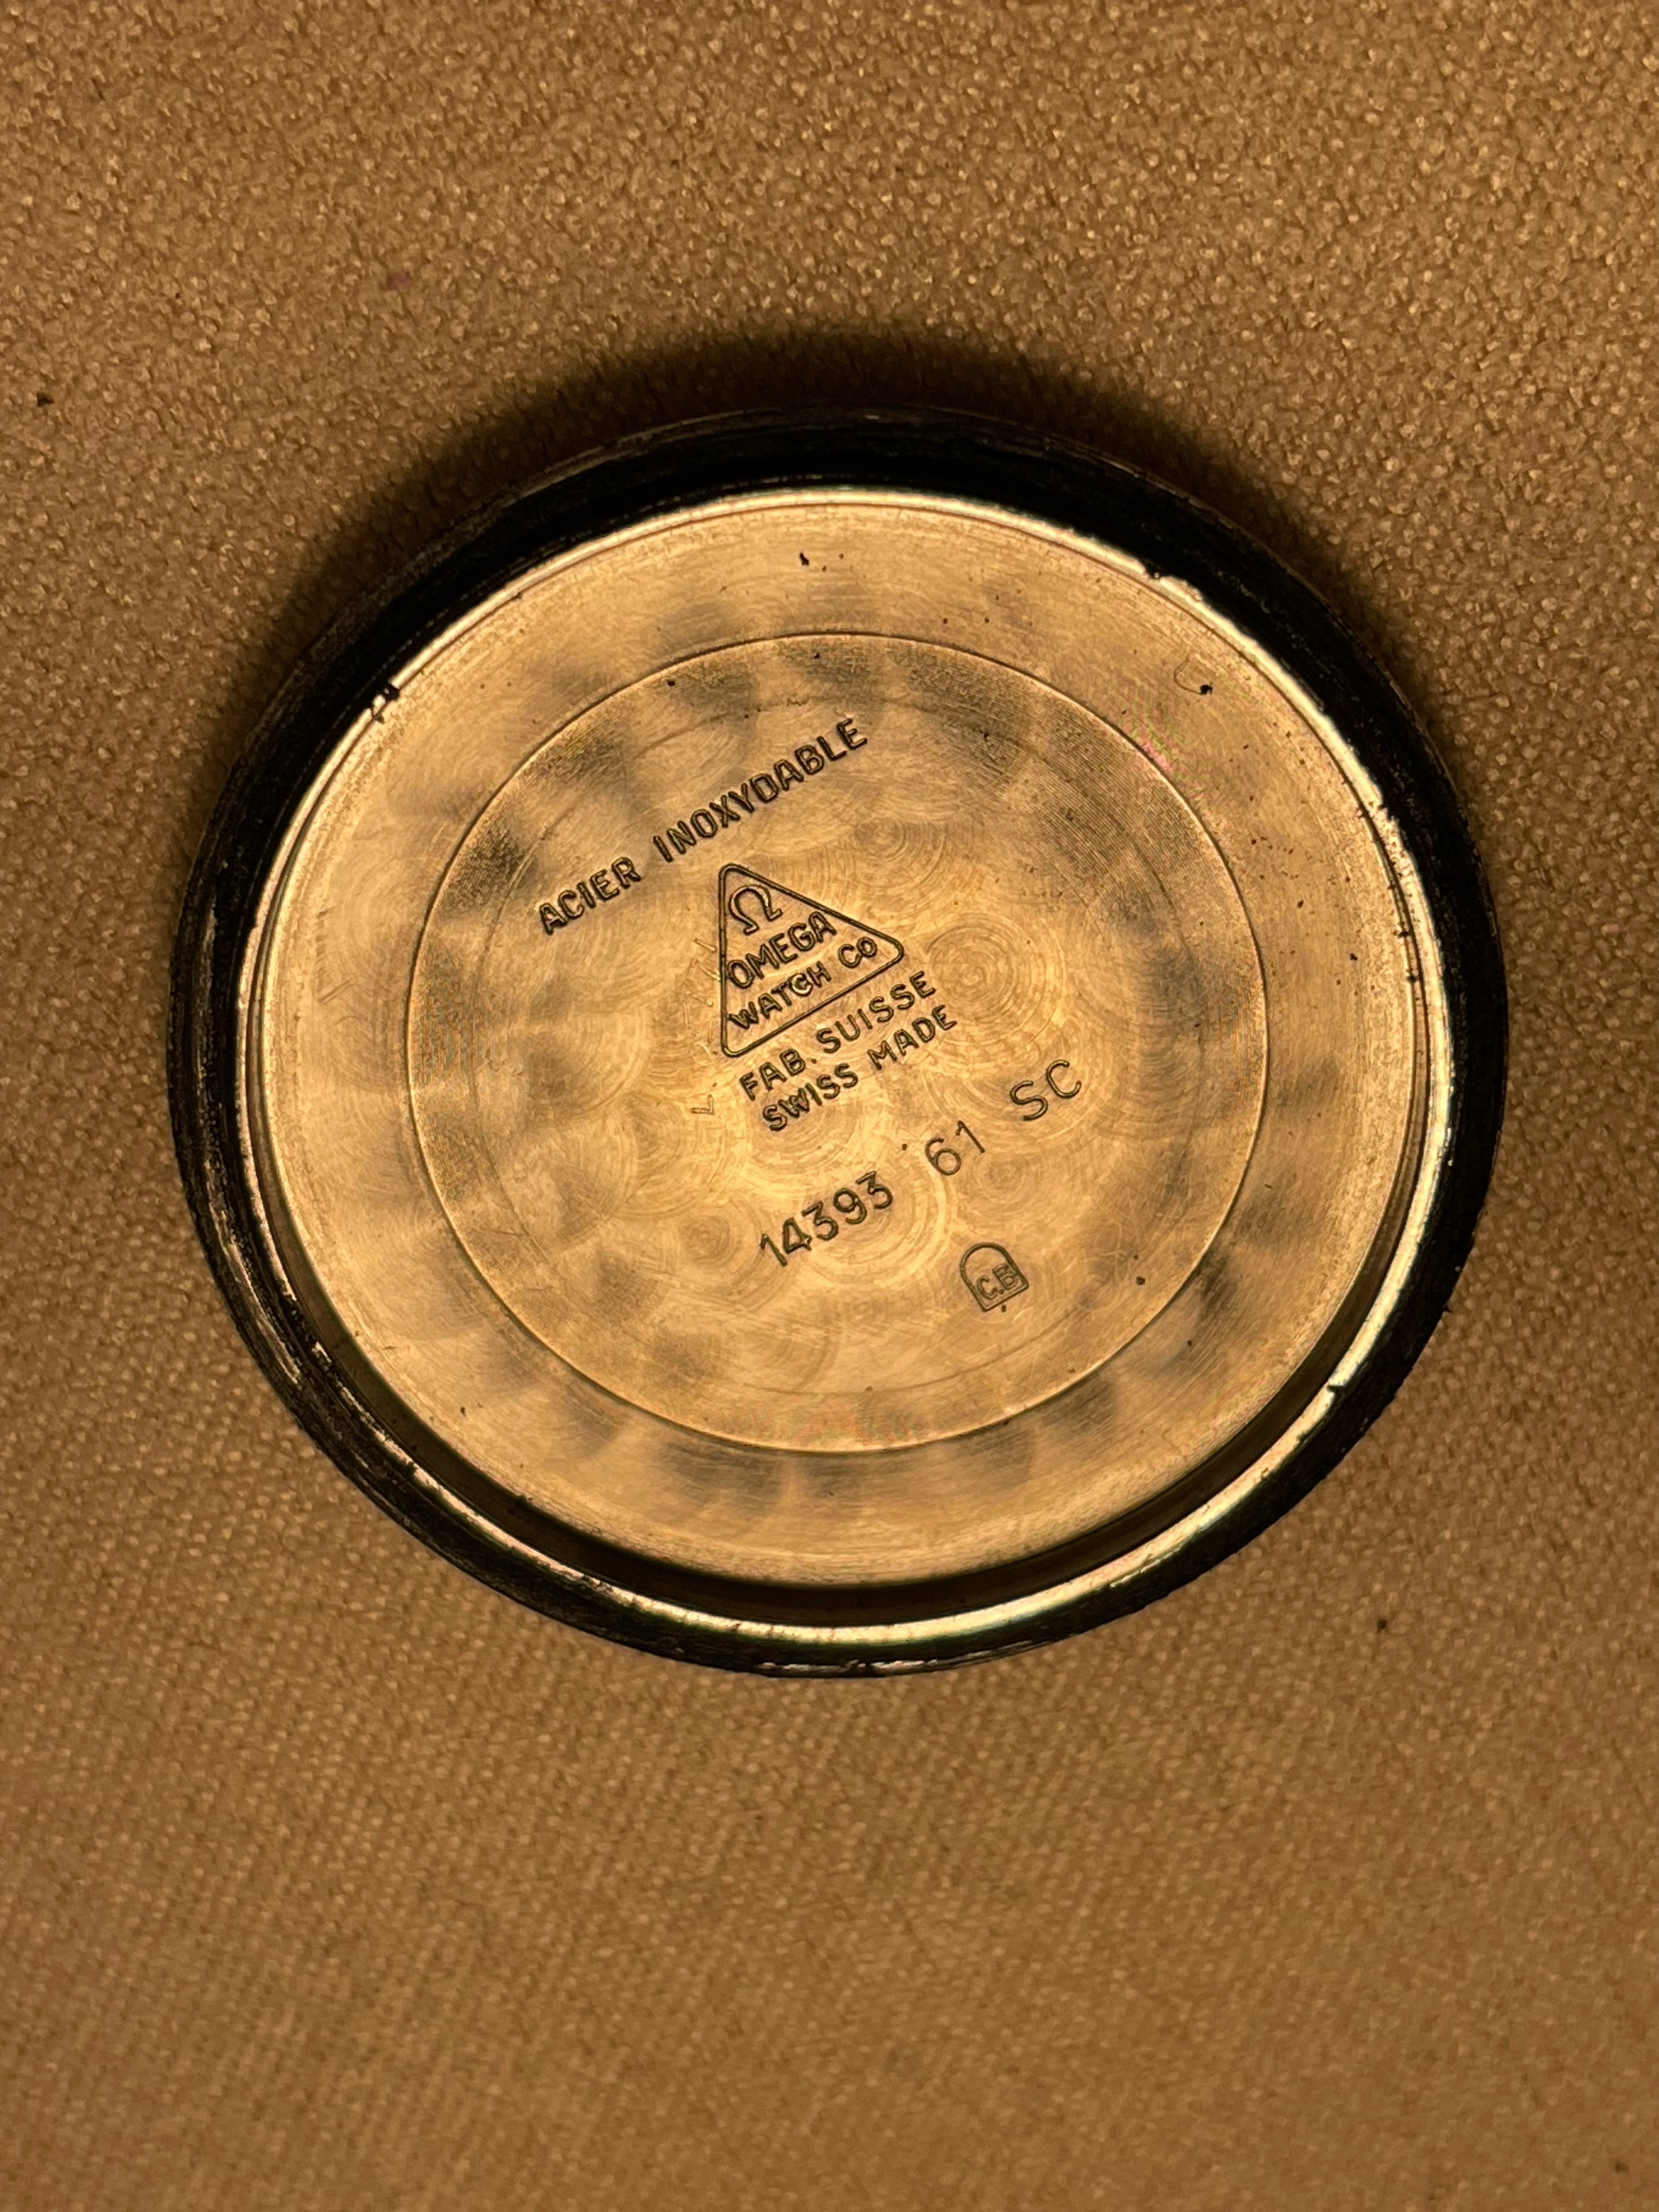 ACIER INOXYDABLE
Ω
OMEGA
WATCH Co
FAB. SUISSE
SWISS MADE
14393 61 SC
C.B